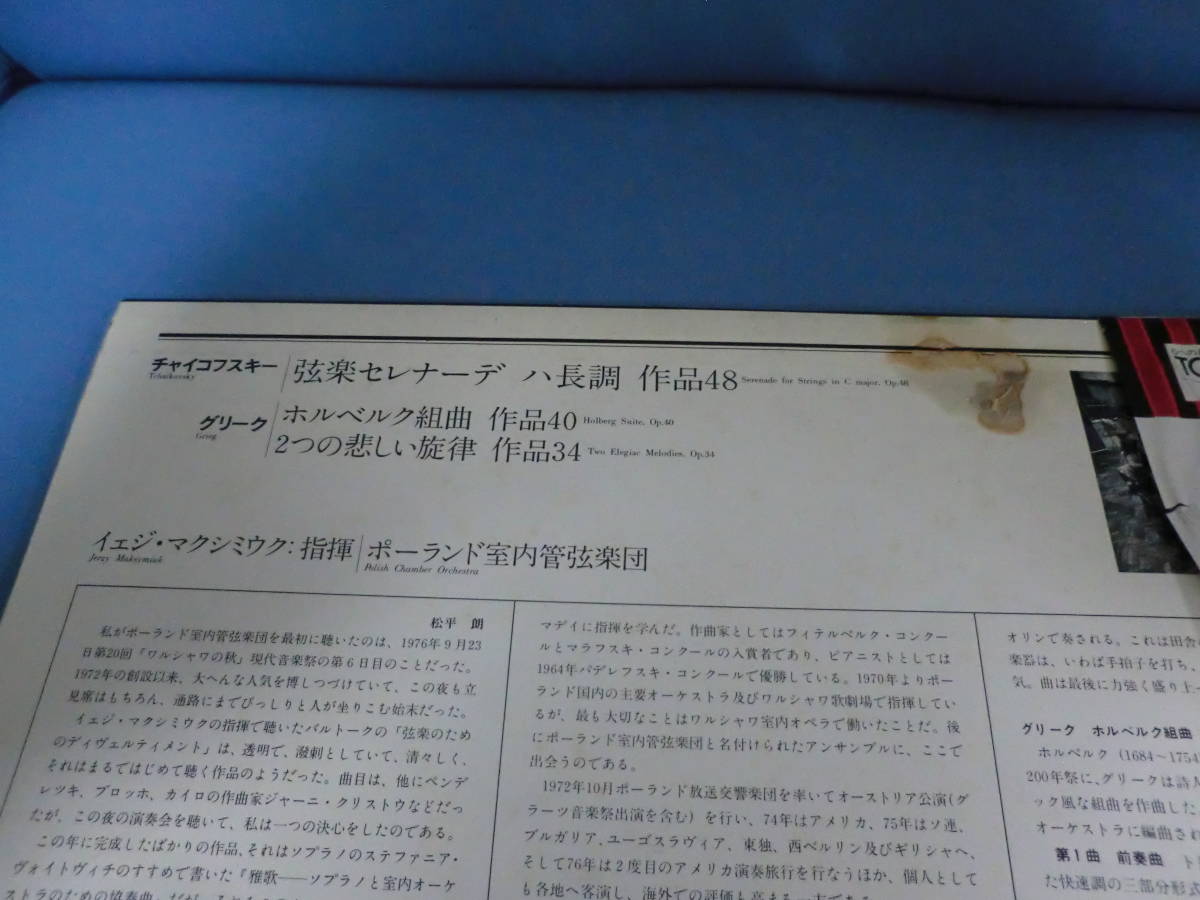 チャイコフスキー
Tchaikovsky
弦楽セレナーデ ハ長調 作品48 Serenade for Strings in C major, Op.48
グリーク
Grieg
ホルベルク組曲 作品40 Holberg Suite, Op.40
2つの悲しい旋律 作品34 Two Elegiac Melodies, Op.34
イェジ・マクシミウク:指揮
Jerzy Maksymiuk
ポーランド室内管弦楽団
Polish Chamber Orchestra
松平 朗
私がポーランド室内管弦楽団を最初に聴いたのは、1976年9月23
日第20回「ワルシャワの秋」現代音楽祭の第6日目のことだった。
1972年の創設以来、大へんな人気を博しつづけていて、この夜も立
見席はもちろん、通路にまでびっしりと人が坐りこむ始末だった。
イェジ・マクシミウクの指揮で聴いたバルトークの「弦楽のため
のディヴェルティメント」は、透明で、潑剌としていて、清々しく、
それはまるではじめて聴く作品のようだった。曲目は、他にペンデ
レツキ、ブロッホ、カイロの作曲家ジャーニ・クリストウなどだっ
たが、この夜の演奏会を聴いて、私は一つの決心をしたのである。
この年に完成したばかりの作品、それはソプラノのステファニア・
ヴォイトヴィチのすすめで書いた『雅歌——ソプラノと室内オーケ
ストラのための協奏曲』だが
マデイに指揮を学んだ。作曲家としてはフィテルベルク・コンクー
ルとマラフスキ・コンクールの入賞者であり、ピアニストとしては
1964年パデレフスキ・コンクールで優勝している。1970年よりポー
ランド国内の主要オーケストラ及びワルシャワ歌劇場で指揮してい
るが、最も大切なことはワルシャワ室内オペラで働いたことだ。後
にポーランド室内管弦楽団と名付けられたアンサンブルに、ここで
出会うのである。
1972年10月ポーランド放送交響楽団を率いてオーストリア公演(グ
ラーツ音楽祭出演を含む)を行い、74年はアメリカ、75年はソ連、
ブルガリア、ユーゴスラヴィア、東独、西ベルリン及びギリシャへ、
そして76年は2度目のアメリカ演奏旅行を行なうほか、個人として
も各地へ客演し、海外での評価も高まる一方である
オリンで奏される。これは田舎
楽器は、いわば手拍子を打ち、
気。曲は最後に力強く盛り上
グリーク ホルベルク組曲
ホルベルク(1684～1754
200年祭に、グリークは詩人
ック風な組曲を作曲した
オーケストラに編曲され
第1曲 前奏曲 ト
た快速調の三部分形式